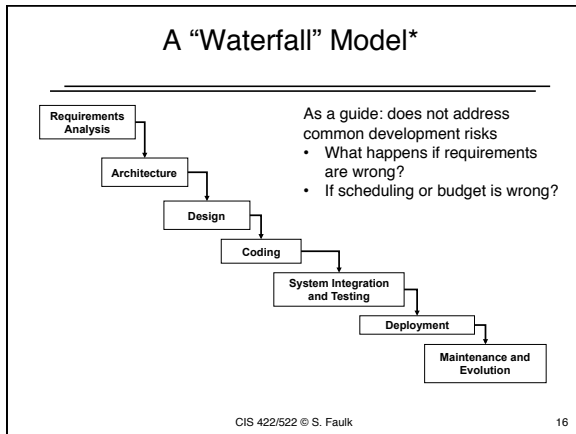 A “Waterfall” Model*
Requirements
Analysis
Architecture
Design
Coding
System Integration
and Testing
Deployment
Maintenance and
Evolution
As a guide: does not address
common development risks
• What happens if requirements
are wrong?
• If scheduling or budget is wrong?
CIS 422/522 © S. Faulk
16